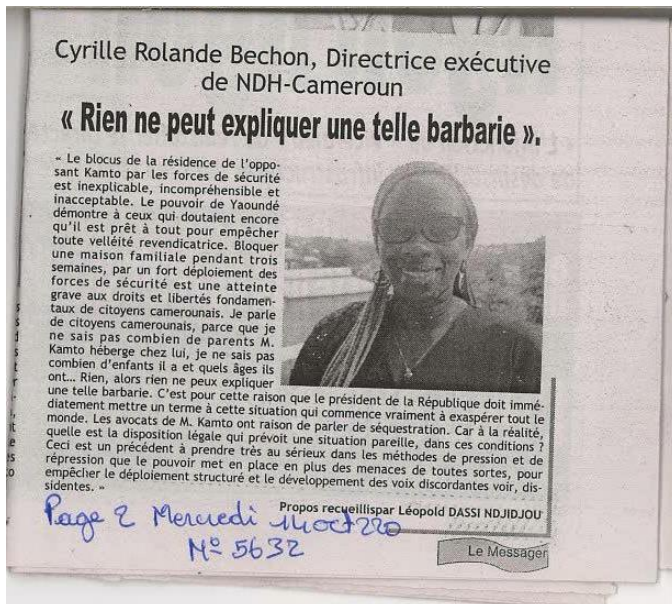 Cyrille Rolande Bechon, Directrice exécutive
de NDH-Cameroun
« Rien ne peut expliquer une telle barbarie ».
« Le blocus de la résidence de l'oppo-
sant Kamto par les forces de sécurité
est inexplicable, incompréhensible et
inacceptable. Le pouvoir de Yaoundé
démontre à ceux qui doutaient encore
qu'il est prêt à tout pour empêcher
toute velléité revendicatrice. Bloquer
une maison familiale pendant trois
semaines, par un fort déploiement des
forces de sécurité est une atteinte
grave aux droits et libertés fondamen-
taux de citoyens camerounais. Je parle
de citoyens camerounais, parce que je
ne sais pas combien de parents M.
Kamto héberge chez lui, je ne sais pas
combien d'enfants il a et quels âges ils
ont... Rien, alors rien ne peux expliquer
une telle barbarie. C'est pour cette raison que le président de la République doit immé-
diatement mettre un terme à cette situation qui commence vraiment à exaspérer tout le
monde. Les avocats de M. Kamto ont raison de parler de séquestration. Car à la réalité,
quelle est la disposition légale qui prévoit une situation pareille, dans ces conditions ?
Ceci est un précédent à prendre très au sérieux dans les méthodes de pression et de
répression que le pouvoir met en place en plus des menaces de toutes sortes, pour
empêcher le déploiement structuré et le développement des voix discordantes voir, dis-
sidentes. »
Propos recueillispar Léopold DASSI NDJIDJOU
Page 2 Mercredi 14 oct 220
Nº 5632
Le Messager